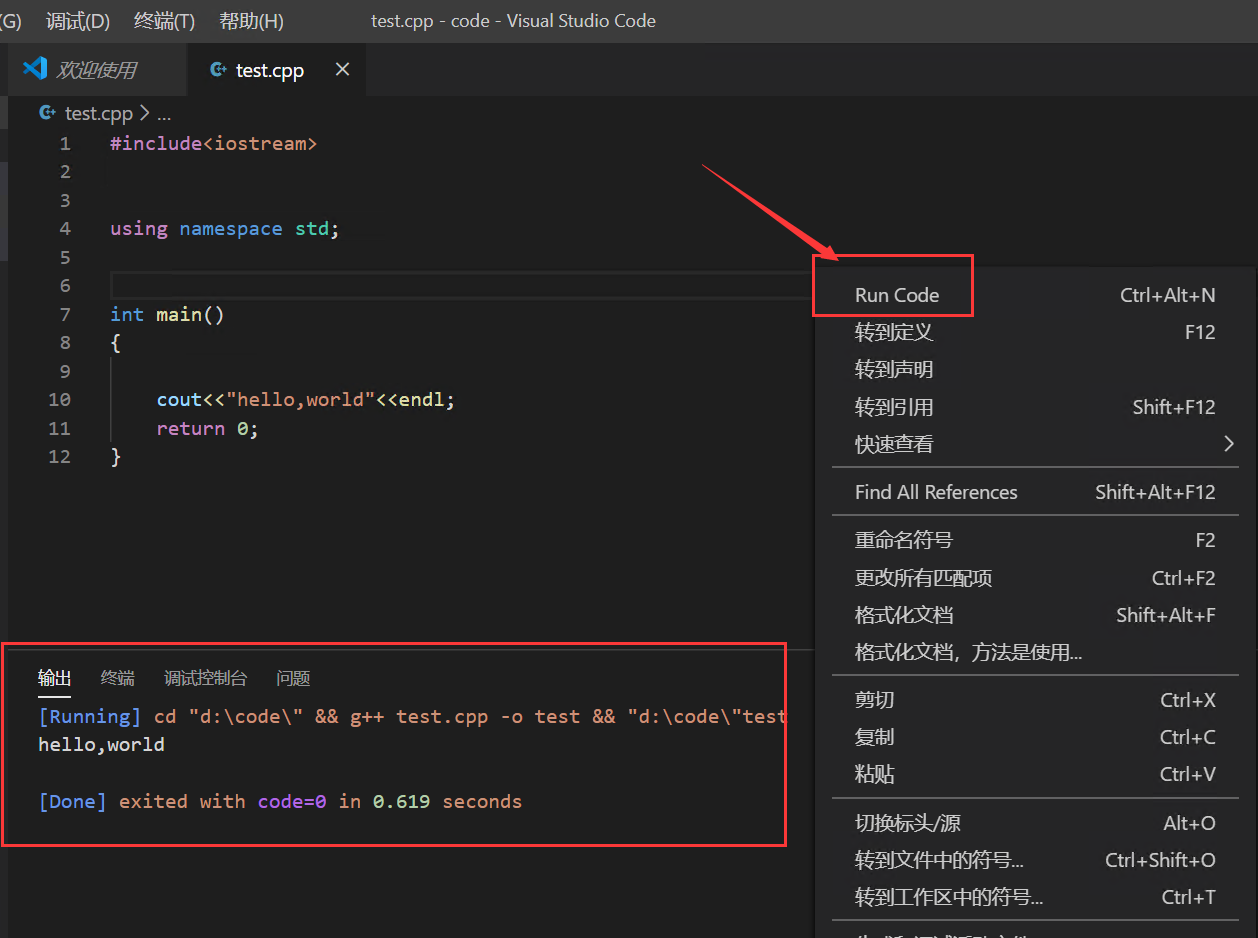 (G) 调试(D) 终端(T) 帮助(H) test.cpp - code - Visual Studio Code
欢迎使用 test.cpp
test.cpp > ...
1 #include<iostream>
2
3
4 using namespace std;
5
6
7 int main()
8 {
9
10 cout<<"hello,world"<<endl;
11 return 0;
12 }
Run Code Ctrl+Alt+N
转到定义 F12
转到声明
转到引用 Shift+F12
快速查看
Find All References Shift+Alt+F12
重命名符号 F2
更改所有匹配项 Ctrl+F2
格式化文档 Shift+Alt+F
格式化文档，方法是使用...
剪切 Ctrl+X
复制 Ctrl+C
粘贴 Ctrl+V
切换标头/源 Alt+O
转到文件中的符号... Ctrl+Shift+O
转到工作区中的符号... Ctrl+T
输出 终端 调试控制台 问题
[Running] cd "d:\code\" && g++ test.cpp -o test && "d:\code\"test
hello,world
[Done] exited with code=0 in 0.619 seconds